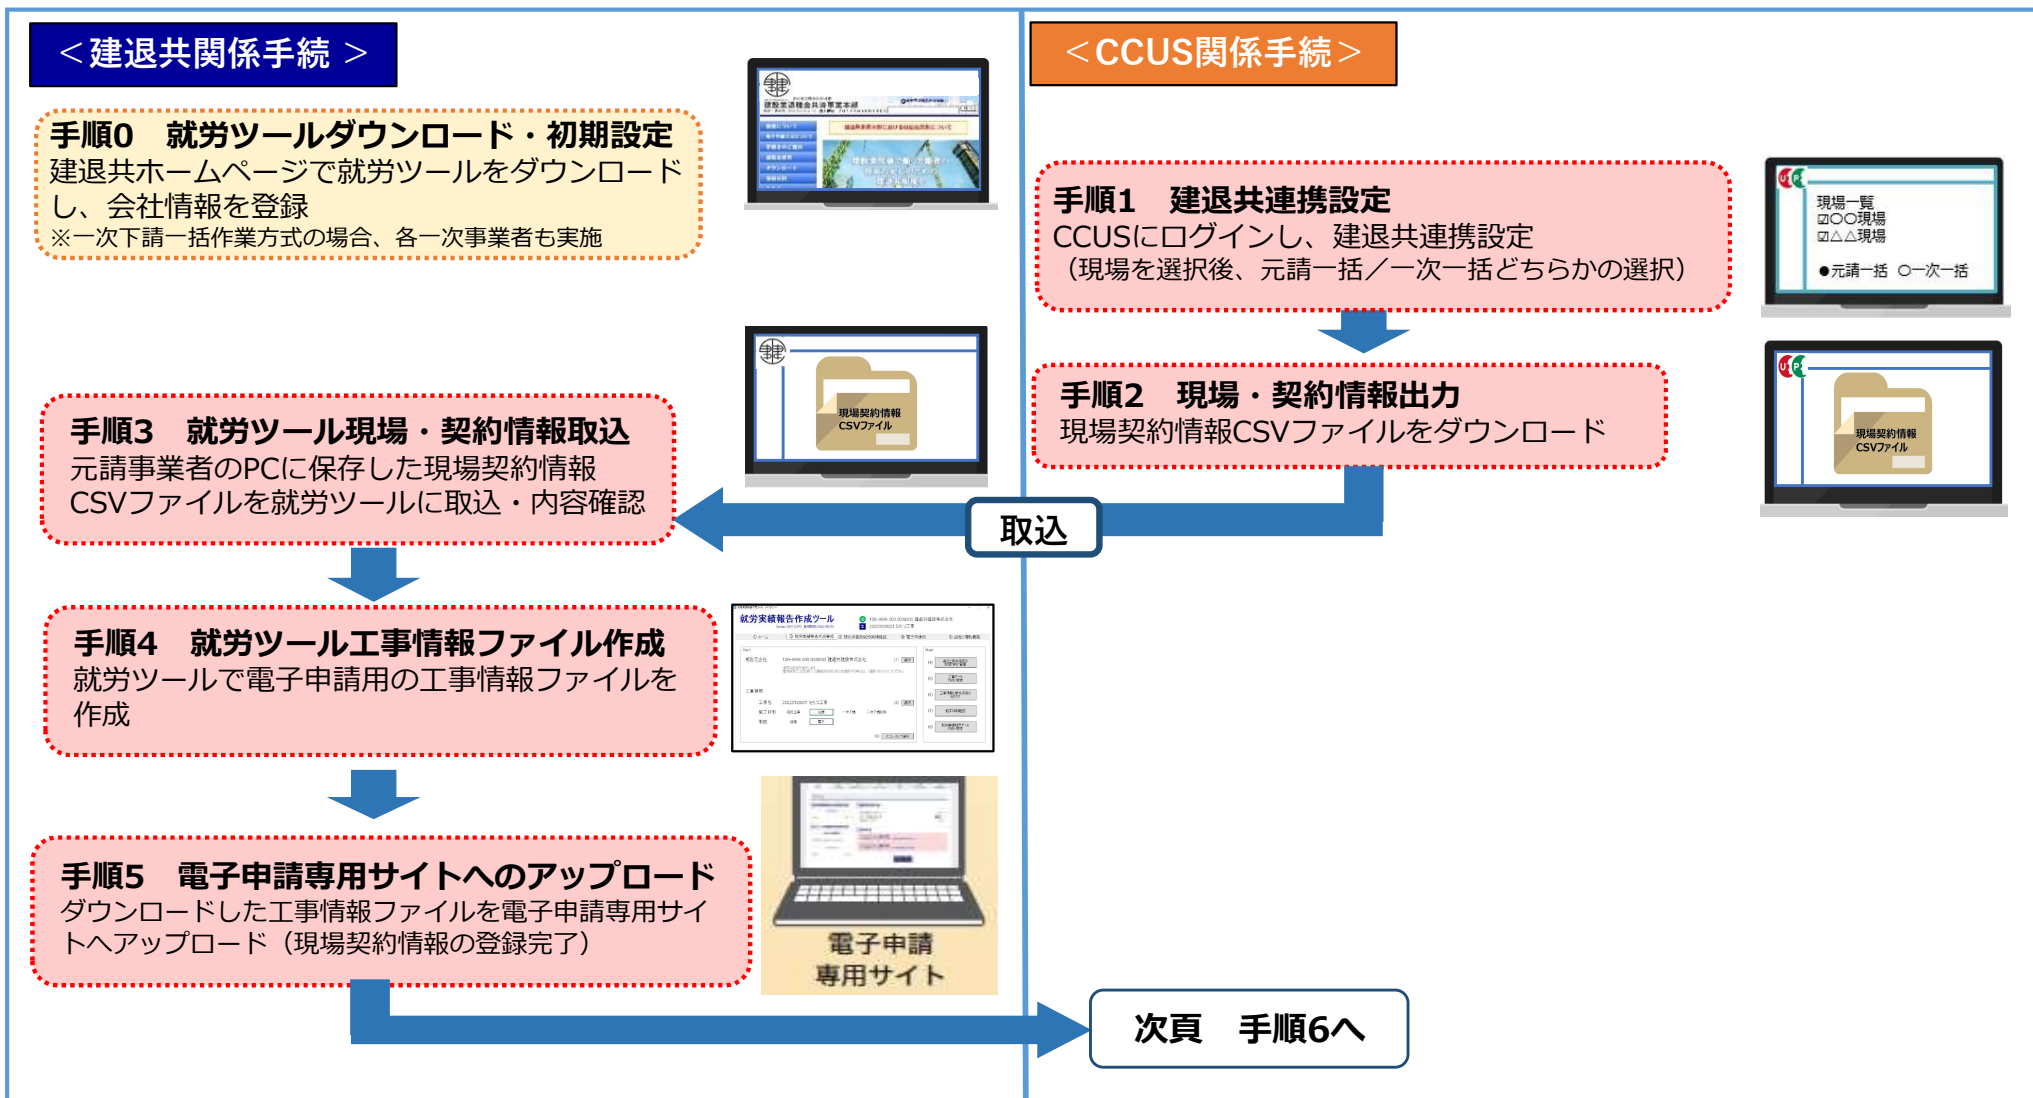 ＜建退共関係手続 ＞
手順0　就労ツールダウンロード・初期設定
建退共ホームページで就労ツールをダウンロード
し、会社情報を登録
※一次下請一括作業方式の場合、各一次事業者も実施
建設業退職金共済事業本部
＜CCUS関係手続＞
手順1　建退共連携設定
CCUSにログインし、建退共連携設定
（現場を選択後、元請一括／一次一括どちらかの選択）
現場一覧
☑〇〇現場
☑△△現場
●元請一括 〇一次一括
手順2　現場・契約情報出力
現場契約情報CSVファイルをダウンロード
現場契約情報
CSVファイル
取込
手順3　就労ツール現場・契約情報取込
元請事業者のPCに保存した現場契約情報
CSVファイルを就労ツールに取込・内容確認
現場契約情報
CSVファイル
手順4　就労ツール工事情報ファイル作成
就労ツールで電子申請用の工事情報ファイルを
作成
就労実績報告作成ツール
手順5　電子申請専用サイトへのアップロード
ダウンロードした工事情報ファイルを電子申請専用サイ
トへアップロード（現場契約情報の登録完了）
電子申請
専用サイト
次頁　手順6へ